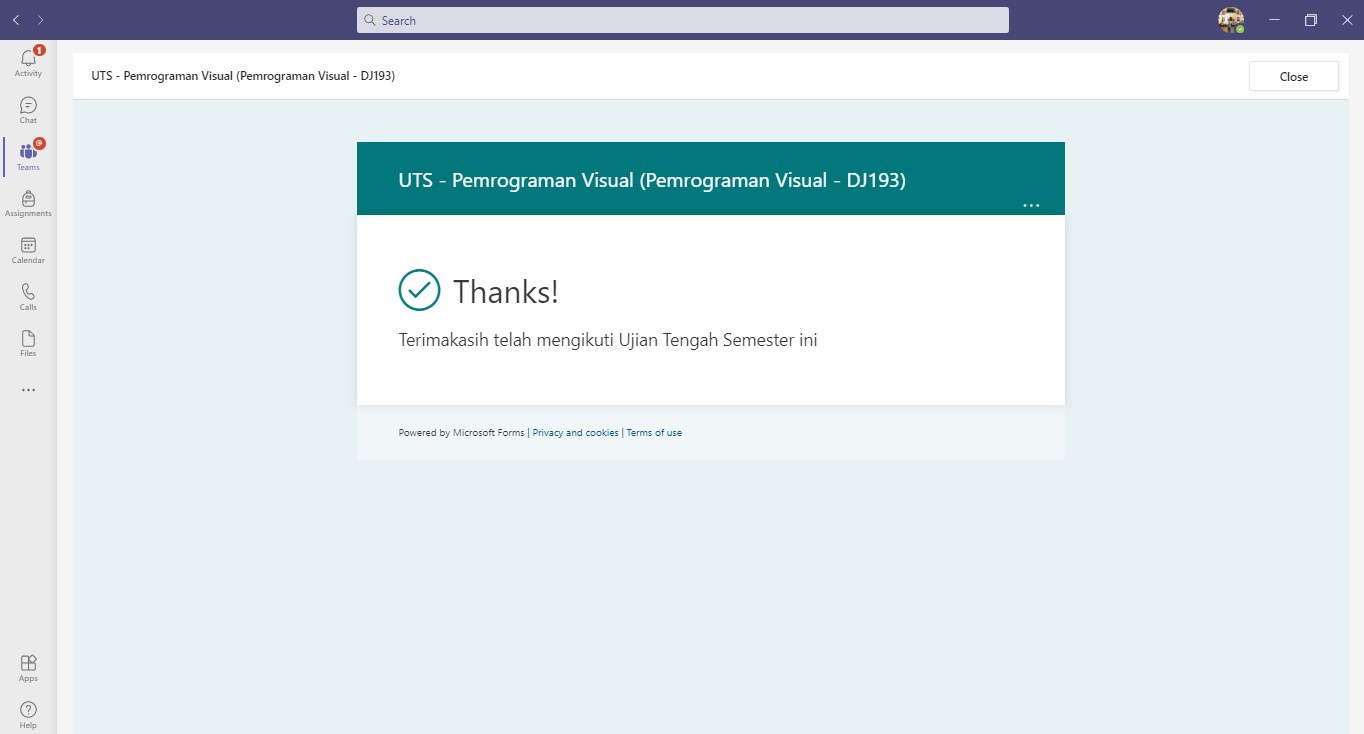 Search
1
Activity
Chat
@
Teams
Assignments
Calendar
Calls
Files
...
Apps
Help
UTS - Pemrograman Visual (Pemrograman Visual - DJ193)
Close
UTS - Pemrograman Visual (Pemrograman Visual - DJ193)
...
Thanks!
Terimakasih telah mengikuti Ujian Tengah Semester ini
Powered by Microsoft Forms | Privacy and cookies | Terms of use